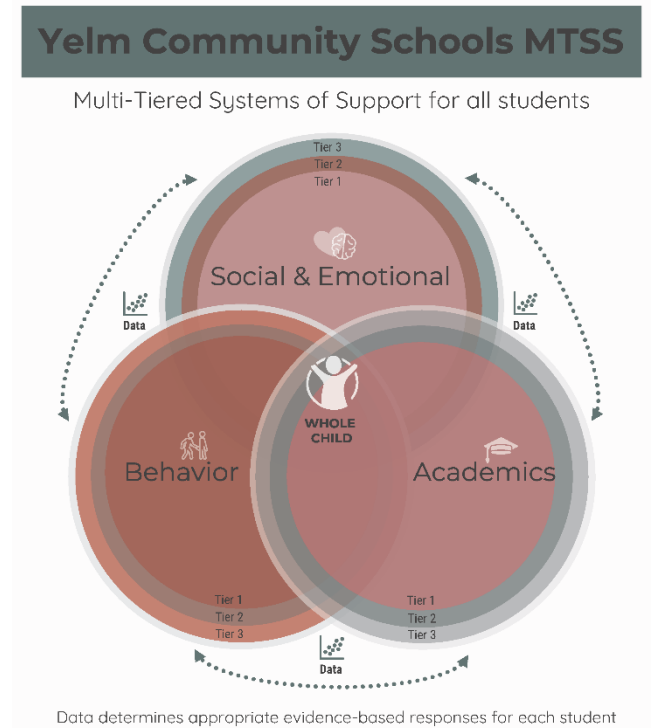 Yelm Community Schools MTSS
Multi-Tiered Systems of Support for all students
Tier 3
Tier 2
Tier 1
Social & Emotional
Data
Data
WHOLE
CHILD
Behavior
Academics
Tier 1
Tier 2
Tier 3
Tier 1
Tier 2
Tier 3
Data
Data determines appropriate evidence-based responses for each student